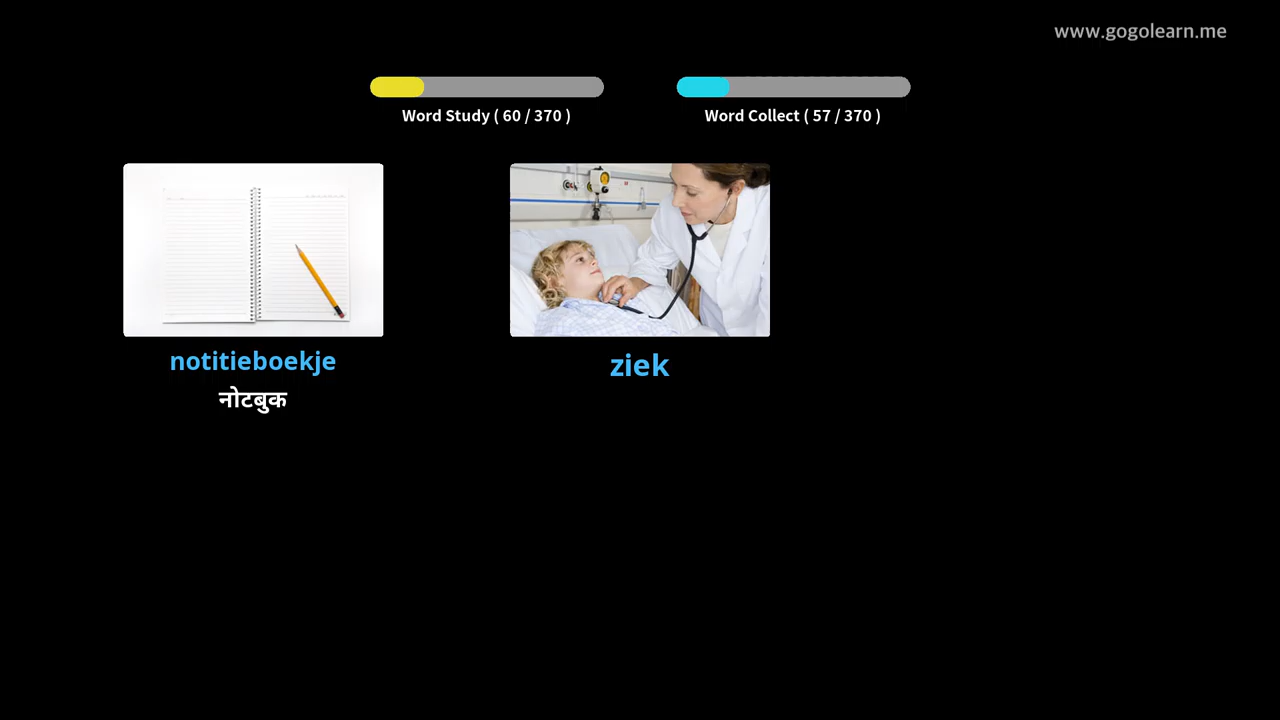 www.gogolearn.me
Word Study ( 60 / 370 )
Word Collect ( 57 / 370 )
notitieboekje
नोटबुक
ziek